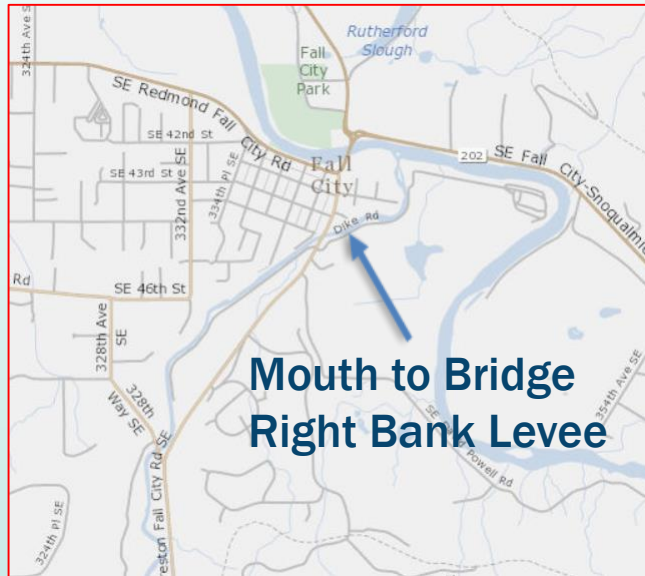 324th Ave S
Rutherford
Slough
Fall
City
Park
SE Redmond Fall City Rd
SE 42nd St
202
SE Fall City-Snoqualmie
Fall
City
SE 43rd St
334th Pl SE
332nd Ave SE
Dike Rd
Rd
SE 46th St
328th Ave
SE
Mouth to Bridge
Right Bank Levee
328th
Way SE
354th Ave SE
Powell Rd
Preston Fall City Rd SE
324th Pl SE